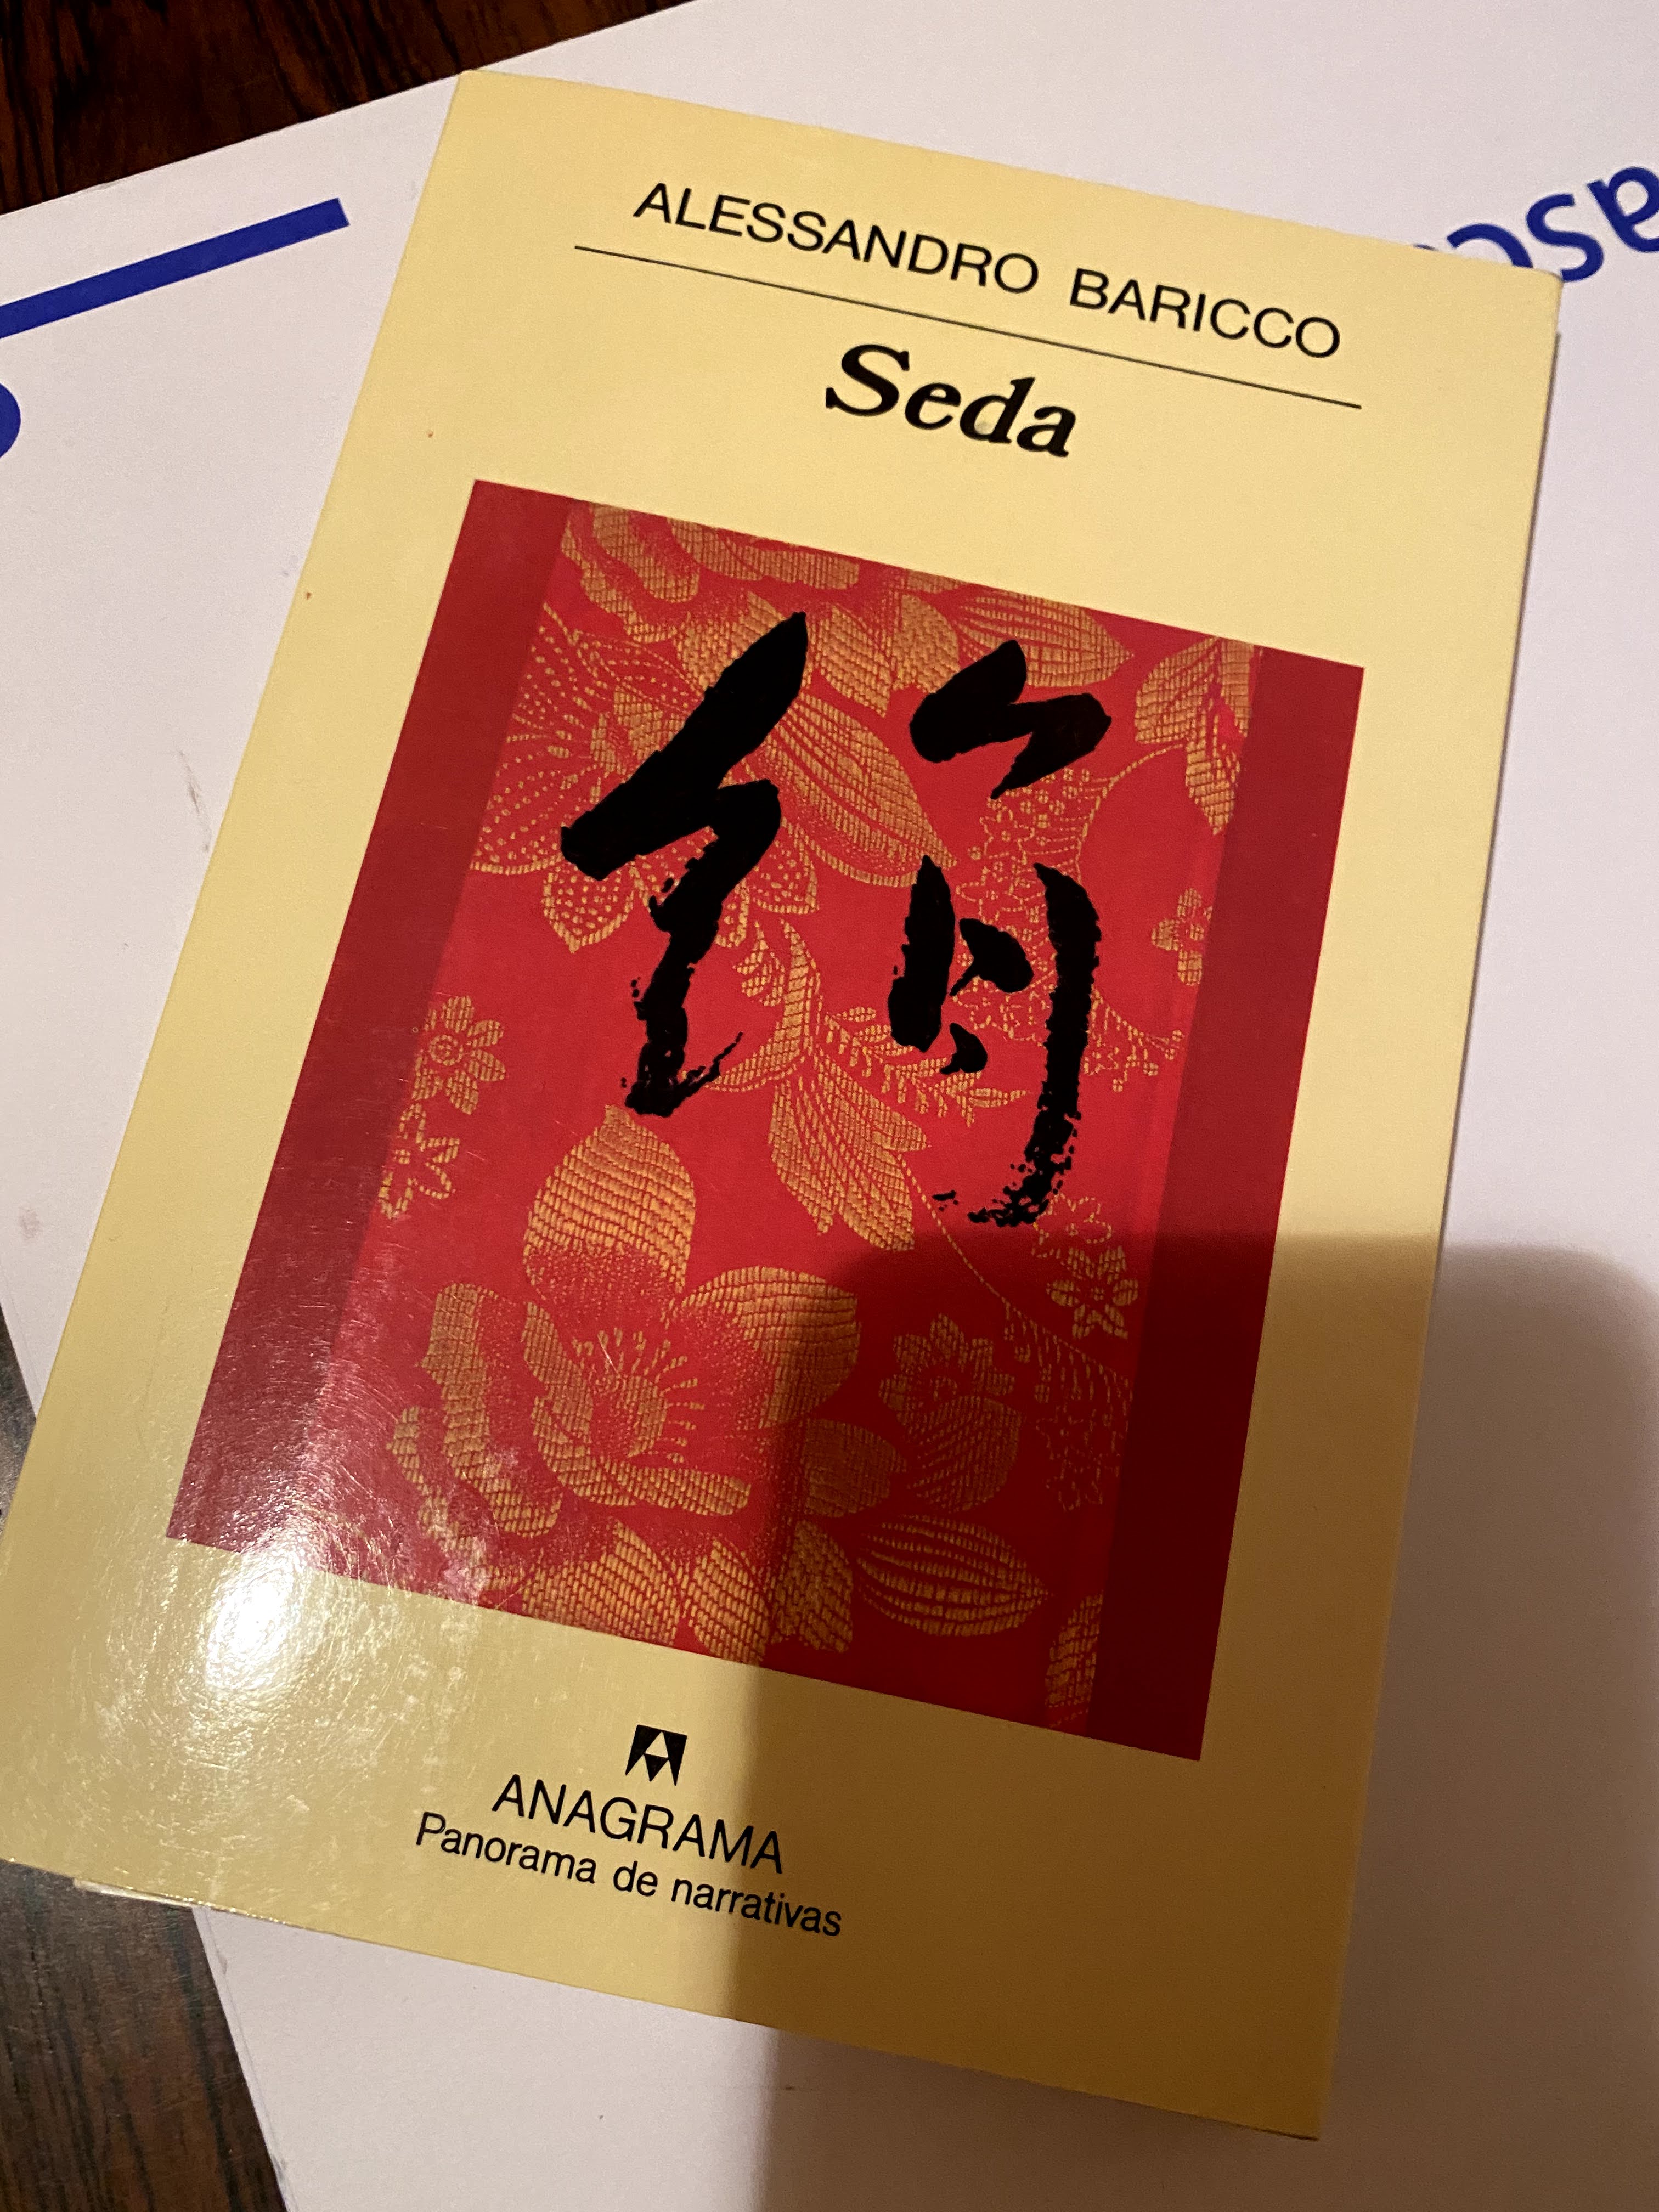 ALESSANDRO BARICCO
Seda
絹
ANAGRAMA
Panorama de narrativas